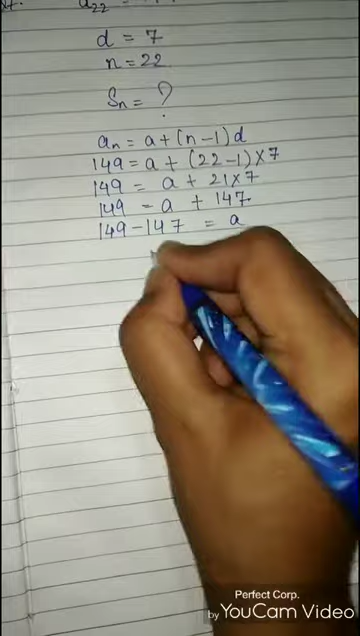 a₂₂ =
d = 7
n = 22
Sₙ = ?
aₙ = a + (n - 1) d
149 = a + (22 - 1) × 7
149 = a + 21 × 7
149 = a + 147
149 - 147 = a
Perfect Corp.
by YouCam Video